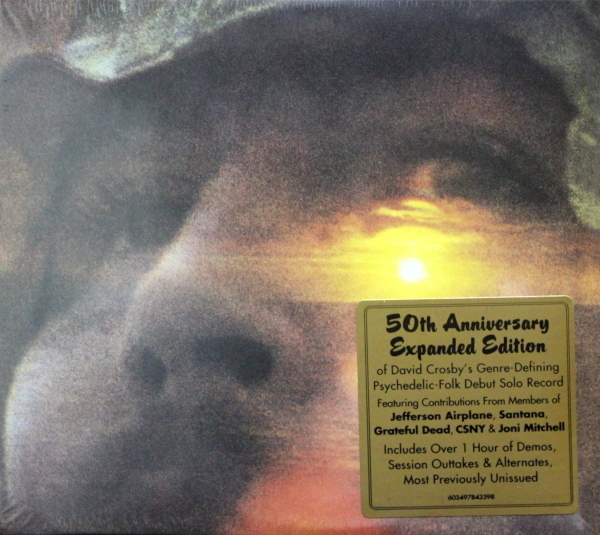 50th Anniversary
Expanded Edition
of David Crosby's Genre-Defining
Psychedelic-Folk Debut Solo Record
Featuring Contributions From Members of
Jefferson Airplane, Santana,
Grateful Dead, CSNY & Joni Mitchell
Includes Over 1 Hour of Demos,
Session Outtakes & Alternates,
Most Previously Unissued
603497843398